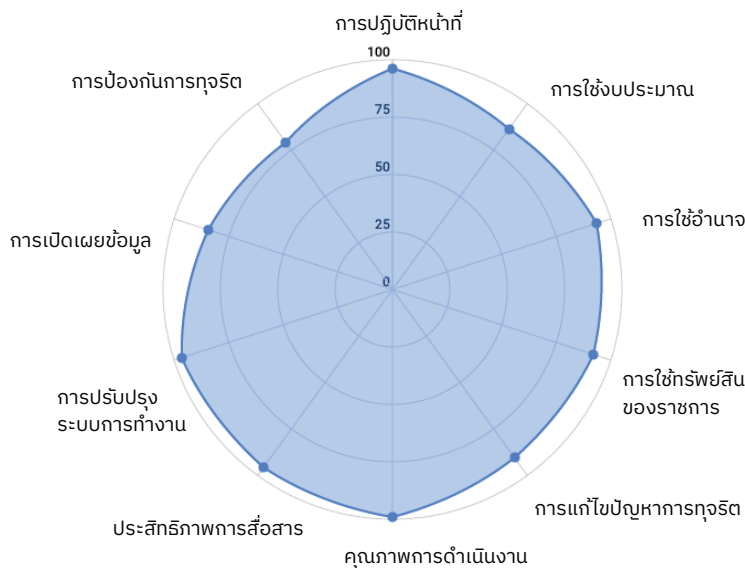 การปฏิบัติหน้าที่
100
การป้องกันการทุจริต
การใช้งบประมาณ
75
50
การใช้อำนาจ
25
การเปิดเผยข้อมูล
0
การใช้ทรัพย์สิน
ของราชการ
การปรับปรุง
ระบบการทำงาน
การแก้ไขปัญหาการทุจริต
ประสิทธิภาพการสื่อสาร
คุณภาพการดำเนินงาน